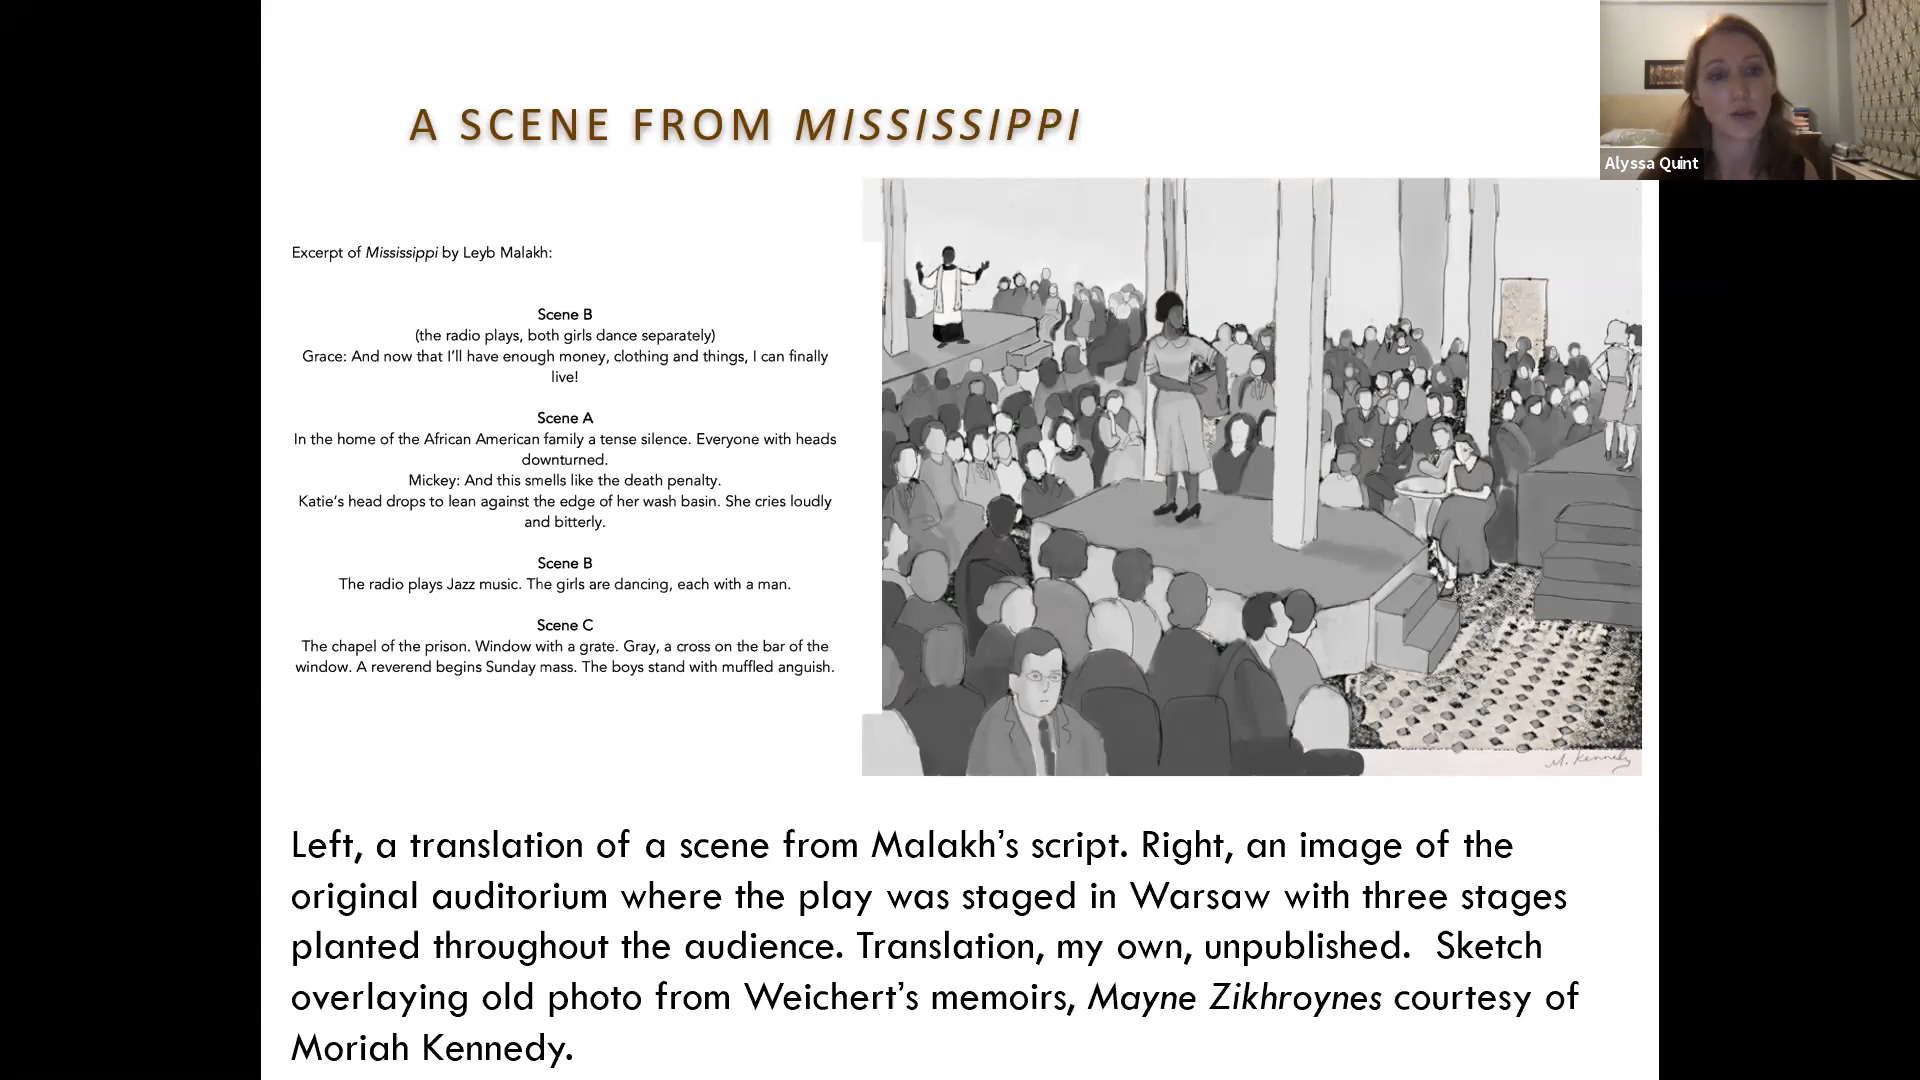 A SCENE FROM MISSISSIPPI
Alyssa Quint
Excerpt of Mississippi by Leyb Malakh:
Scene B
(the radio plays, both girls dance separately)
Grace: And now that I’ll have enough money, clothing and things, I can finally
live!
Scene A
In the home of the African American family a tense silence. Everyone with heads
downturned.
Mickey: And this smells like the death penalty.
Katie’s head drops to lean against the edge of her wash basin. She cries loudly
and bitterly.
Scene B
The radio plays Jazz music. The girls are dancing, each with a man.
Scene C
The chapel of the prison. Window with a grate. Gray, a cross on the bar of the
window. A reverend begins Sunday mass. The boys stand with muffled anguish.
M. Kennedy
Left, a translation of a scene from Malakh’s script. Right, an image of the
original auditorium where the play was staged in Warsaw with three stages
planted throughout the audience. Translation, my own, unpublished.  Sketch
overlaying old photo from Weichert’s memoirs, Mayne Zikhroynes courtesy of
Moriah Kennedy.